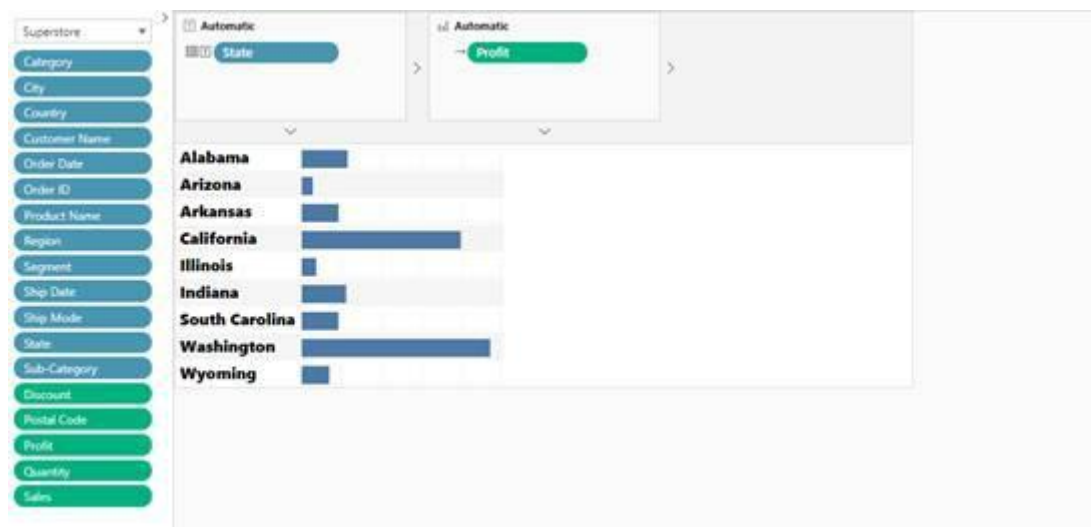 Superstore
Category
City
Country
Customer Name
Order Date
Order ID
Product Name
Region
Segment
Ship Date
Ship Mode
State
Sub-Category
Discount
Postal Code
Profit
Quantity
Sales
Automatic
State
Automatic
Profit
Alabama
Arizona
Arkansas
California
Illinois
Indiana
South Carolina
Washington
Wyoming